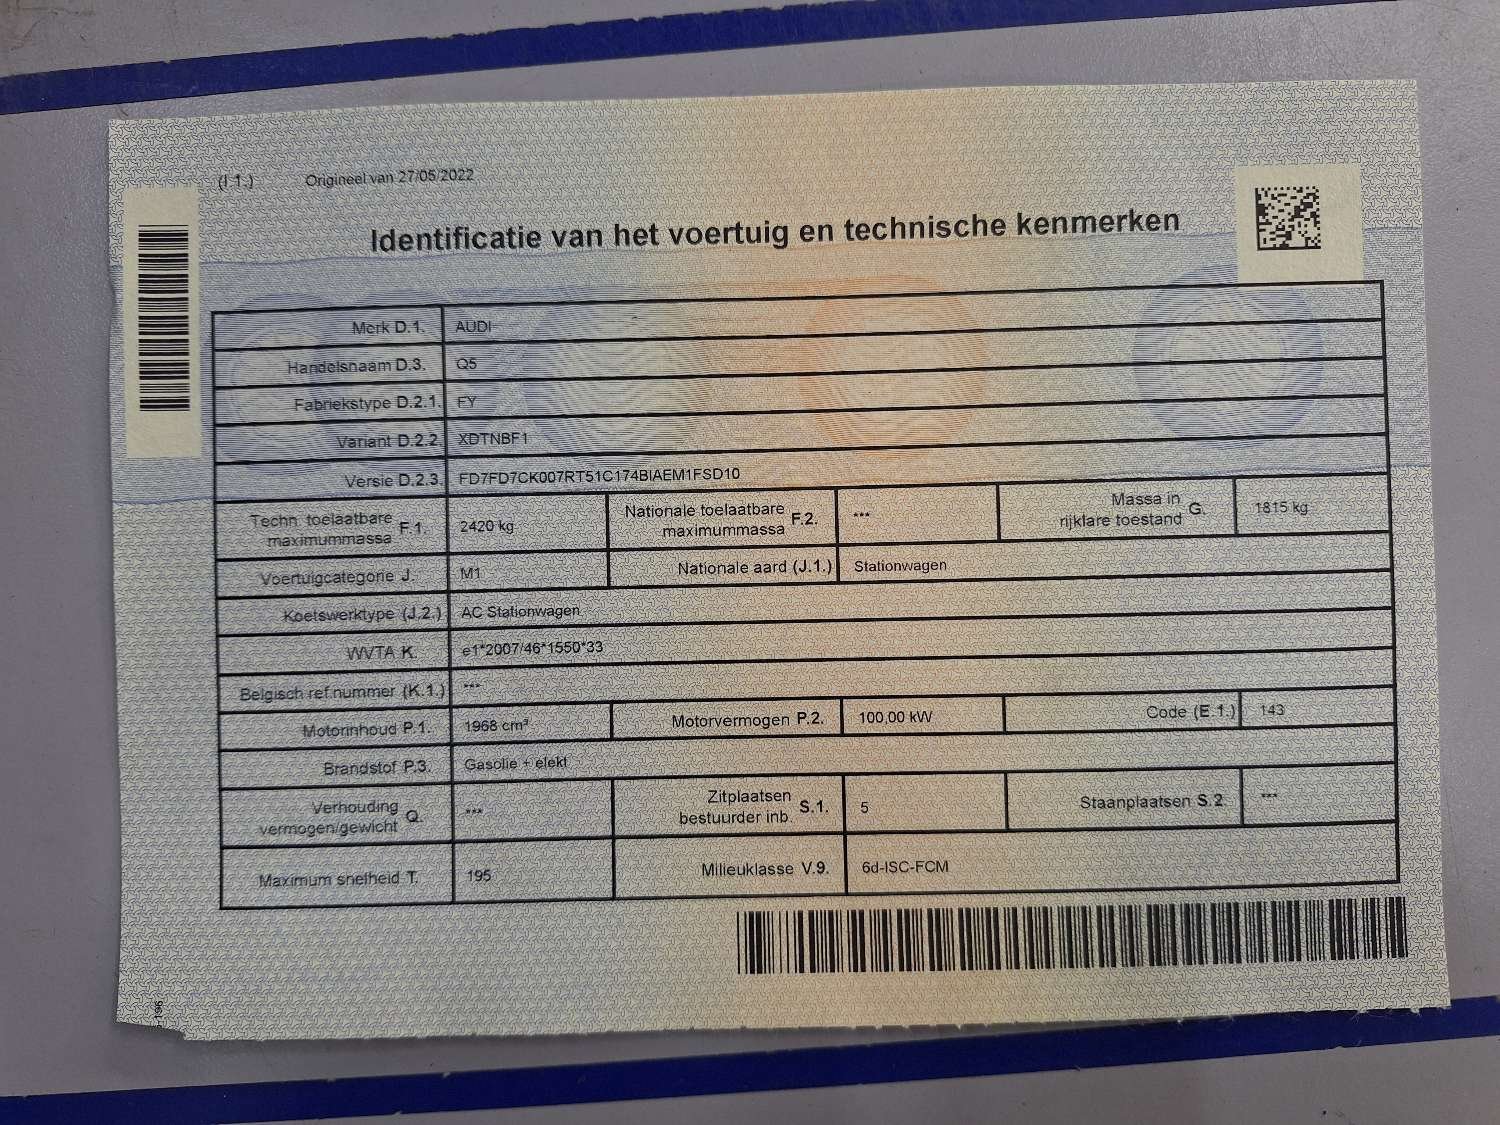 (I.1.) Origineel van 27/05/2022
Identificatie van het voertuig en technische kenmerken
Merk D.1. AUDI
Handelsnaam D.3. Q5
Fabriekstype D.2.1. FY
Variant D.2.2. XDTNBF1
Versie D.2.3. FD7FD7CK007RT51C174BIAEM1FSD10
Techn. toelaatbare maximummassa F.1. 2420 kg Nationale toelaatbare maximummassa F.2. *** Massa in rijklare toestand G. 1815 kg
Voertuigcategorie J. M1 Nationale aard (J.1.) Stationwagen
Koetswerktype (J.2.) AC Stationwagen
WVTA K. e1*2007/46*1550*33
Belgisch ref.nummer (K.1.) ***
Motorinhoud P.1. 1968 cm³ Motorvermogen P.2. 100,00 kW Code (E.1.) 143
Brandstof P.3. Gasolie + elekt
Verhouding vermogen/gewicht Q. *** Zitplaatsen bestuurder inb. S.1. 5 Staanplaatsen S.2. ***
Maximum snelheid T. 195 Milieuklasse V.9. 6d-ISC-FCM